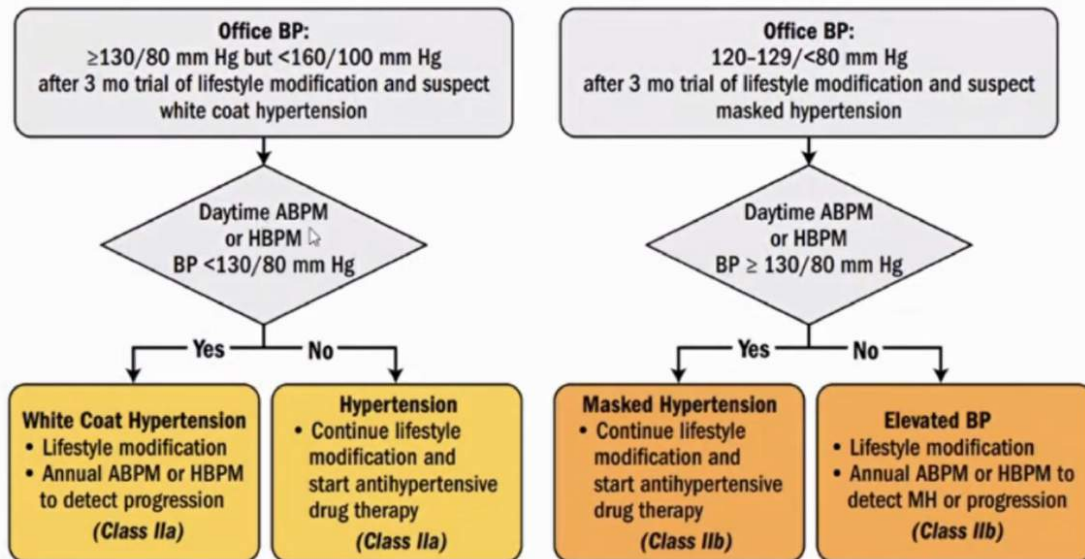 Office BP:
≥130/80 mm Hg but <160/100 mm Hg
after 3 mo trial of lifestyle modification and suspect
white coat hypertension
Daytime ABPM
or HBPM
BP <130/80 mm Hg
Yes
No
White Coat Hypertension
• Lifestyle modification
• Annual ABPM or HBPM
to detect progression
(Class IIa)
Hypertension
• Continue lifestyle
modification and
start antihypertensive
drug therapy
(Class IIa)
Office BP:
120–129/<80 mm Hg
after 3 mo trial of lifestyle modification and suspect
masked hypertension
Daytime ABPM
or HBPM
BP ≥ 130/80 mm Hg
Yes
No
Masked Hypertension
• Continue lifestyle
modification and
start antihypertensive
drug therapy
(Class IIb)
Elevated BP
• Lifestyle modification
• Annual ABPM or HBPM to
detect MH or progression
(Class IIb)